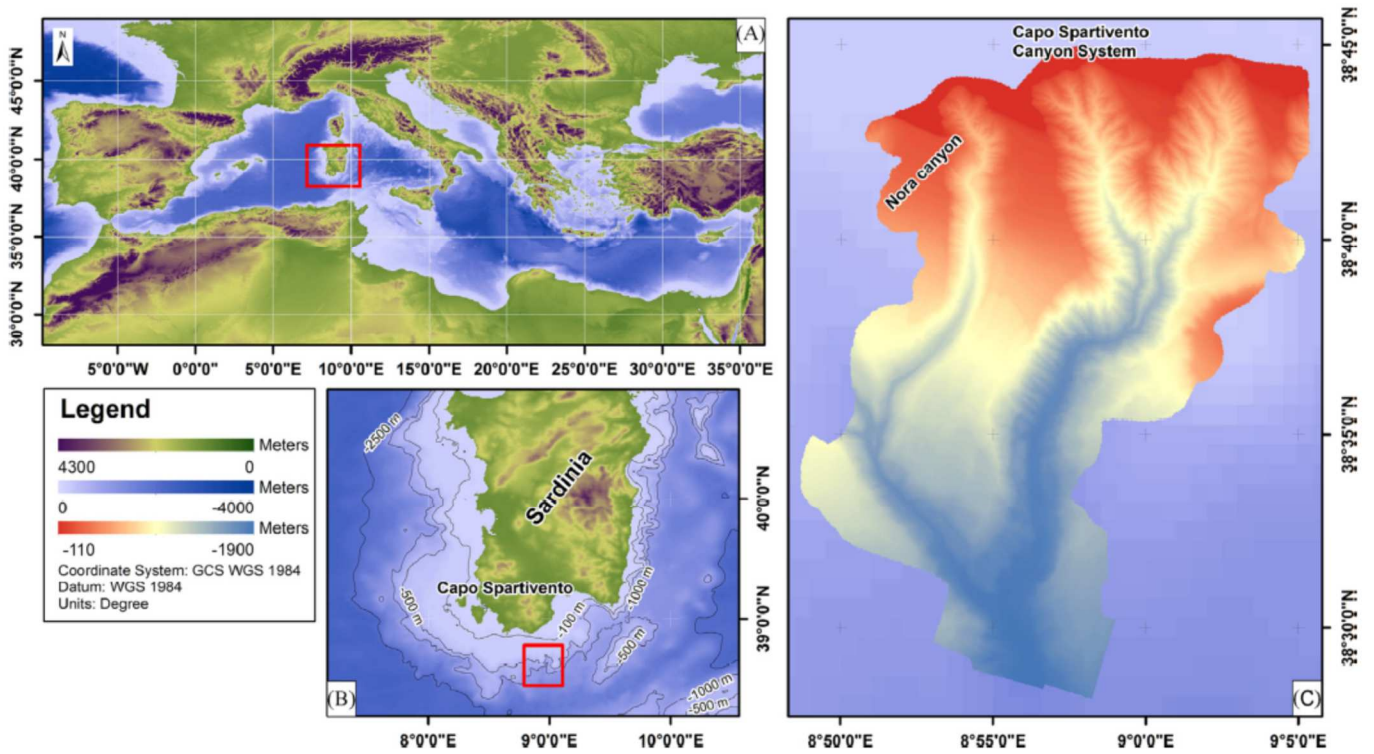 N
(A)
45°0'0"N
40°0'0"N
35°0'0"N
30°0'0"N
5°0'0"W
0°0'0"
5°0'0"E
10°0'0"E
15°0'0"E
20°0'0"E
25°0'0"E
30°0'0"E
35°0'0"E
Legend
Meters
4300
0
Meters
0
-4000
Meters
-110
-1900
Coordinate System: GCS WGS 1984
Datum: WGS 1984
Units: Degree
-2500 m
Sardinia
Capo Spartivento
-500 m
-100 m
-1000 m
-500 m
-1000 m
-500 m
(B)
40°0'0"N
39°0'0"N
8°0'0"E
9°0'0"E
10°0'0"E
Capo Spartivento
Canyon System
Nora canyon
(C)
38°45'0"N
38°40'0"N
38°35'0"N
38°30'0"N
8°50'0"E
8°55'0"E
9°0'0"E
9°5'0"E